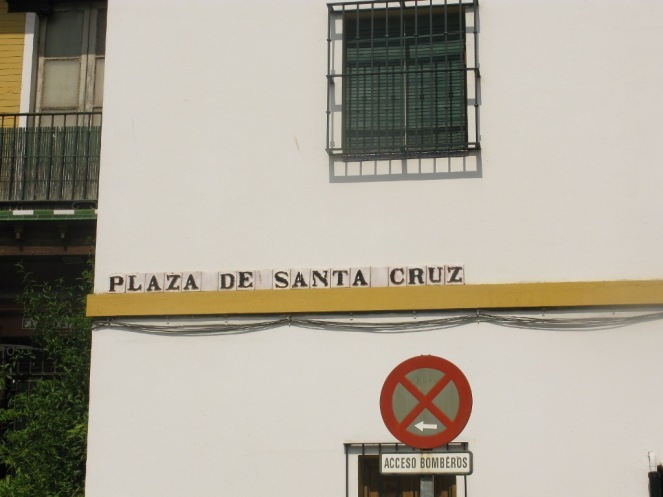 PLAZA DE SANTA CRUZ
ACCESO BOMBEROS